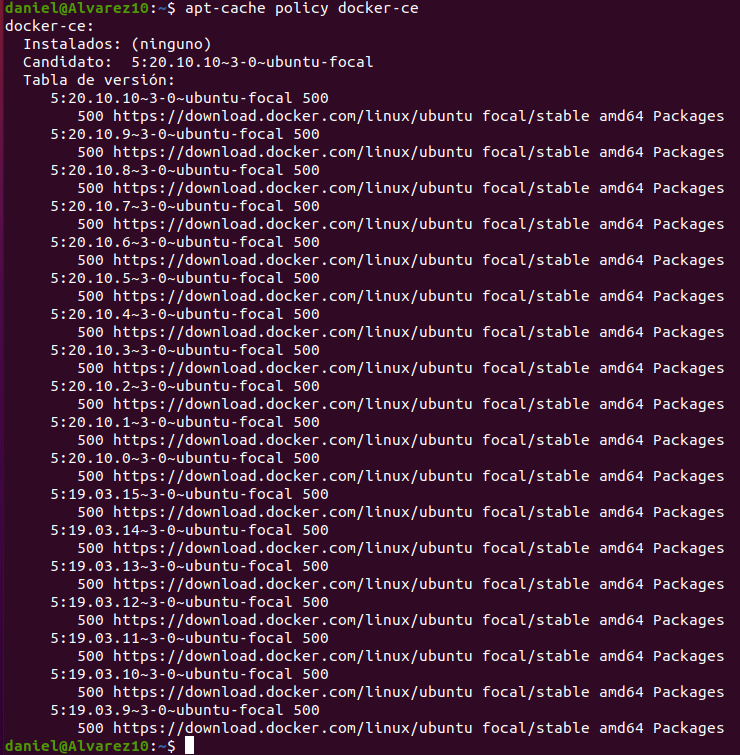 daniel@Alvarez10:~$ apt-cache policy docker-ce
docker-ce:
  Instalados: (ninguno)
  Candidato:  5:20.10.10~3-0~ubuntu-focal
  Tabla de versión:
     5:20.10.10~3-0~ubuntu-focal 500
        500 https://download.docker.com/linux/ubuntu focal/stable amd64 Packages
     5:20.10.9~3-0~ubuntu-focal 500
        500 https://download.docker.com/linux/ubuntu focal/stable amd64 Packages
     5:20.10.8~3-0~ubuntu-focal 500
        500 https://download.docker.com/linux/ubuntu focal/stable amd64 Packages
     5:20.10.7~3-0~ubuntu-focal 500
        500 https://download.docker.com/linux/ubuntu focal/stable amd64 Packages
     5:20.10.6~3-0~ubuntu-focal 500
        500 https://download.docker.com/linux/ubuntu focal/stable amd64 Packages
     5:20.10.5~3-0~ubuntu-focal 500
        500 https://download.docker.com/linux/ubuntu focal/stable amd64 Packages
     5:20.10.4~3-0~ubuntu-focal 500
        500 https://download.docker.com/linux/ubuntu focal/stable amd64 Packages
     5:20.10.3~3-0~ubuntu-focal 500
        500 https://download.docker.com/linux/ubuntu focal/stable amd64 Packages
     5:20.10.2~3-0~ubuntu-focal 500
        500 https://download.docker.com/linux/ubuntu focal/stable amd64 Packages
     5:20.10.1~3-0~ubuntu-focal 500
        500 https://download.docker.com/linux/ubuntu focal/stable amd64 Packages
     5:20.10.0~3-0~ubuntu-focal 500
        500 https://download.docker.com/linux/ubuntu focal/stable amd64 Packages
     5:19.03.15~3-0~ubuntu-focal 500
        500 https://download.docker.com/linux/ubuntu focal/stable amd64 Packages
     5:19.03.14~3-0~ubuntu-focal 500
        500 https://download.docker.com/linux/ubuntu focal/stable amd64 Packages
     5:19.03.13~3-0~ubuntu-focal 500
        500 https://download.docker.com/linux/ubuntu focal/stable amd64 Packages
     5:19.03.12~3-0~ubuntu-focal 500
        500 https://download.docker.com/linux/ubuntu focal/stable amd64 Packages
     5:19.03.11~3-0~ubuntu-focal 500
        500 https://download.docker.com/linux/ubuntu focal/stable amd64 Packages
     5:19.03.10~3-0~ubuntu-focal 500
        500 https://download.docker.com/linux/ubuntu focal/stable amd64 Packages
     5:19.03.9~3-0~ubuntu-focal 500
        500 https://download.docker.com/linux/ubuntu focal/stable amd64 Packages
daniel@Alvarez10:~$